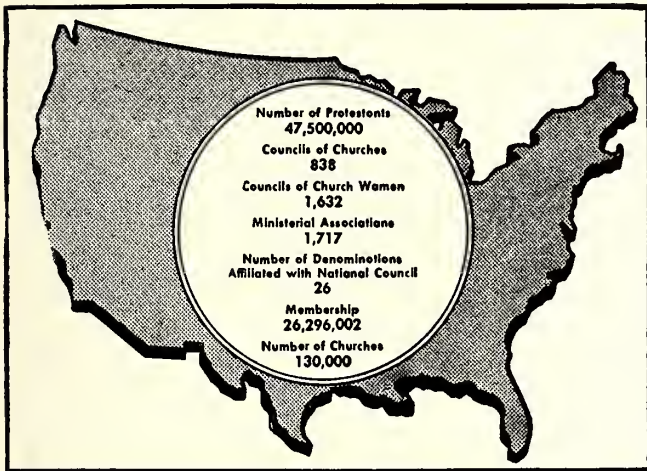 Number of Protestants
47,500,000
Councils of Churches
838
Councils of Church Women
1,632
Ministerial Associations
1,717
Number of Denominations
Affiliated with National Council
26
Membership
26,296,002
Number of Churches
130,000